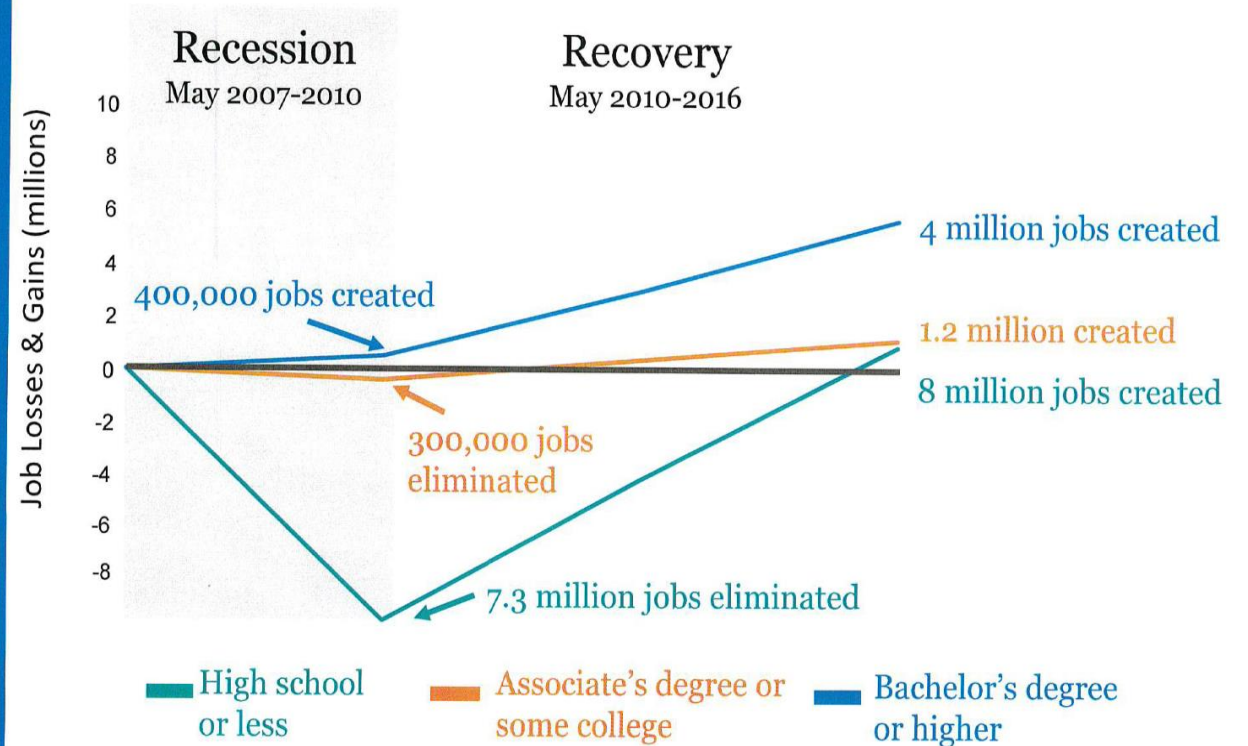 Recession
May 2007-2010
Recovery
May 2010-2016
Job Losses & Gains (millions)
10
8
6
4
2
0
-2
-4
-6
-8
400,000 jobs created
300,000 jobs
eliminated
7.3 million jobs eliminated
4 million jobs created
1.2 million created
8 million jobs created
High school
or less
Associate's degree or
some college
Bachelor's degree
or higher